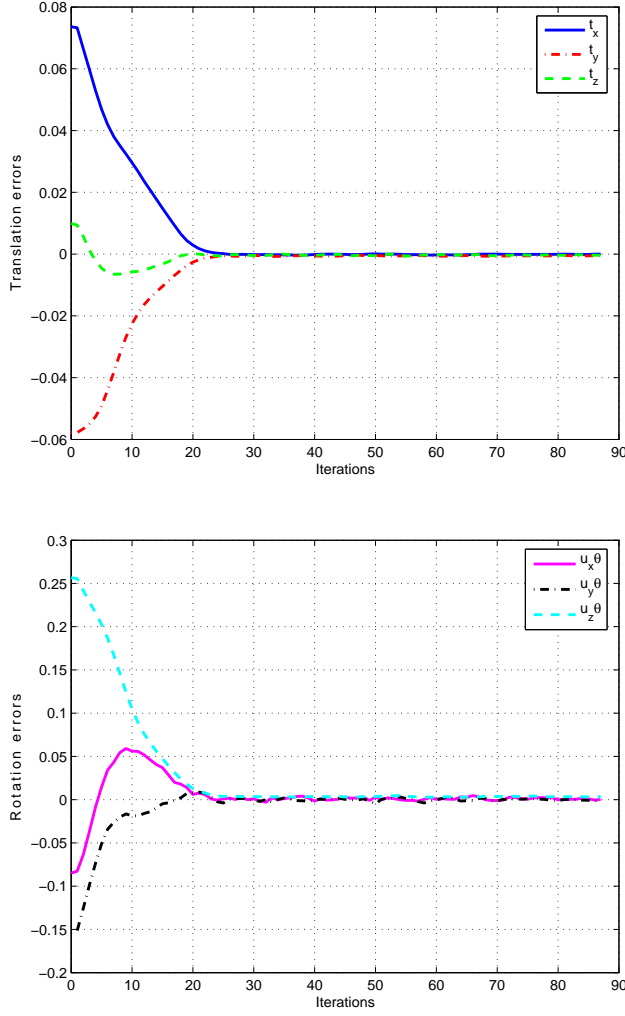 0.08
0.06
0.04
0.02
0
−0.02
−0.04
−0.06
Translation errors
t_x
t_y
t_z
0 10 20 30 40 50 60 70 80 90
Iterations
0.3
0.25
0.2
0.15
0.1
0.05
0
−0.05
−0.1
−0.15
−0.2
Rotation errors
u_xθ
u_yθ
u_zθ
0 10 20 30 40 50 60 70 80 90
Iterations